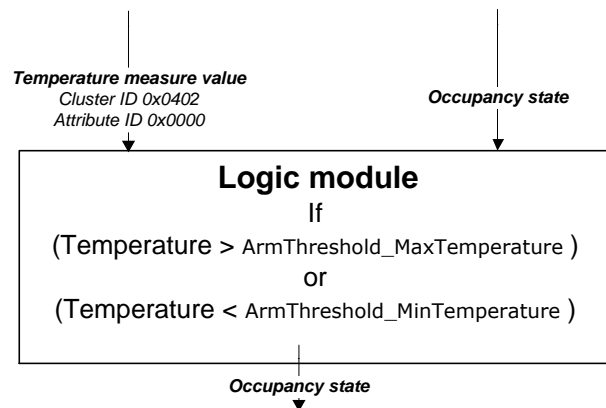 Temperature measure value
Cluster ID 0x0402
Attribute ID 0x0000
Occupancy state
Logic module
If
(Temperature > ArmThreshold_MaxTemperature )
or
(Temperature < ArmThreshold_MinTemperature )
Occupancy state